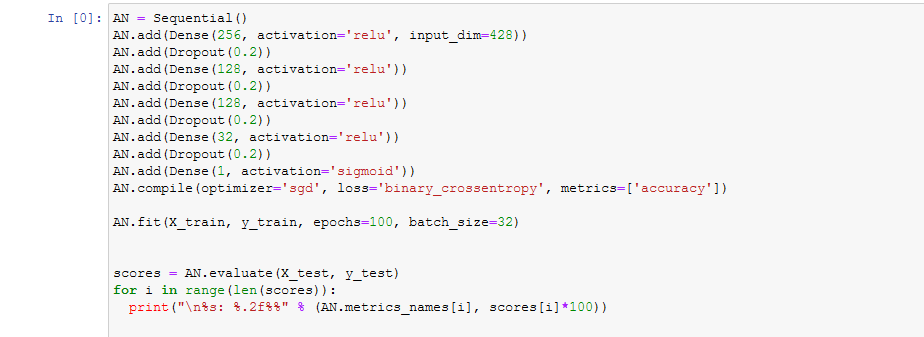 In [0]: AN = Sequential()
AN.add(Dense(256, activation='relu', input_dim=428))
AN.add(Dropout(0.2))
AN.add(Dense(128, activation='relu'))
AN.add(Dropout(0.2))
AN.add(Dense(128, activation='relu'))
AN.add(Dropout(0.2))
AN.add(Dense(32, activation='relu'))
AN.add(Dropout(0.2))
AN.add(Dense(1, activation='sigmoid'))
AN.compile(optimizer='sgd', loss='binary_crossentropy', metrics=['accuracy'])
AN.fit(X_train, y_train, epochs=100, batch_size=32)
scores = AN.evaluate(X_test, y_test)
for i in range(len(scores)):
  print("\n%s: %.2f%%" % (AN.metrics_names[i], scores[i]*100))